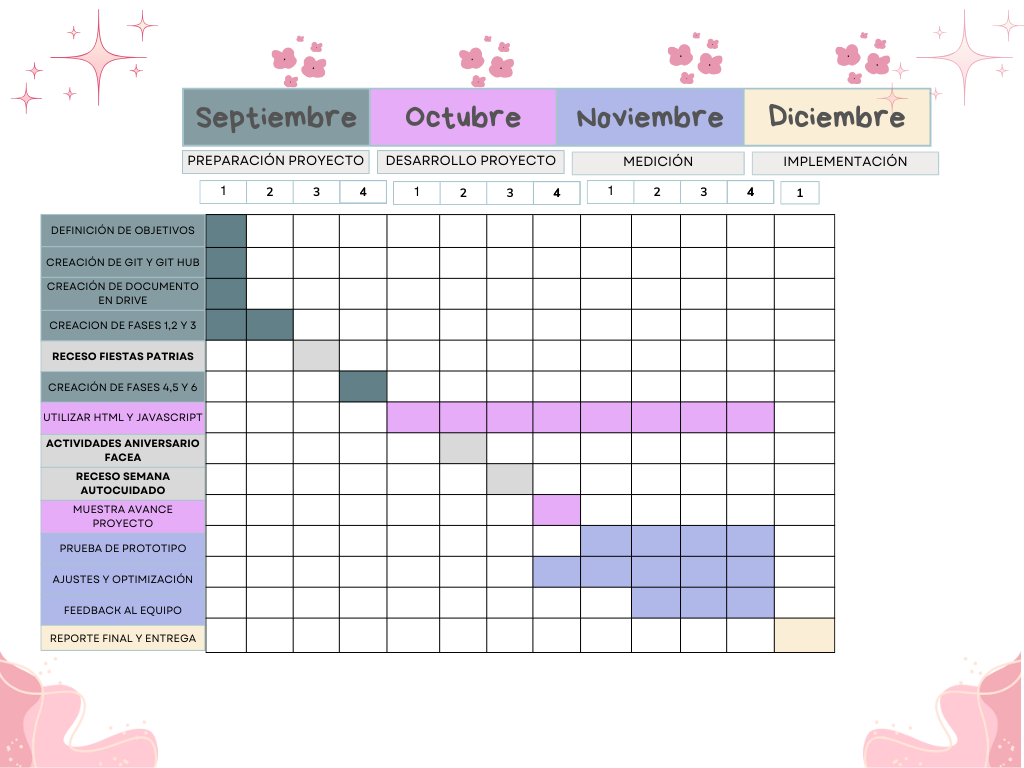 Septiembre Octubre Noviembre Diciembre
PREPARACIÓN PROYECTO DESARROLLO PROYECTO MEDICIÓN IMPLEMENTACIÓN
1 2 3 4 1 2 3 4 1 2 3 4 1
DEFINICIÓN DE OBJETIVOS
CREACIÓN DE GIT Y GIT HUB
CREACIÓN DE DOCUMENTO
EN DRIVE
CREACION DE FASES 1,2 Y 3
RECESO FIESTAS PATRIAS
CREACIÓN DE FASES 4,5 Y 6
UTILIZAR HTML Y JAVASCRIPT
ACTIVIDADES ANIVERSARIO
FACEA
RECESO SEMANA
AUTOCUIDADO
MUESTRA AVANCE
PROYECTO
PRUEBA DE PROTOTIPO
AJUSTES Y OPTIMIZACIÓN
FEEDBACK AL EQUIPO
REPORTE FINAL Y ENTREGA